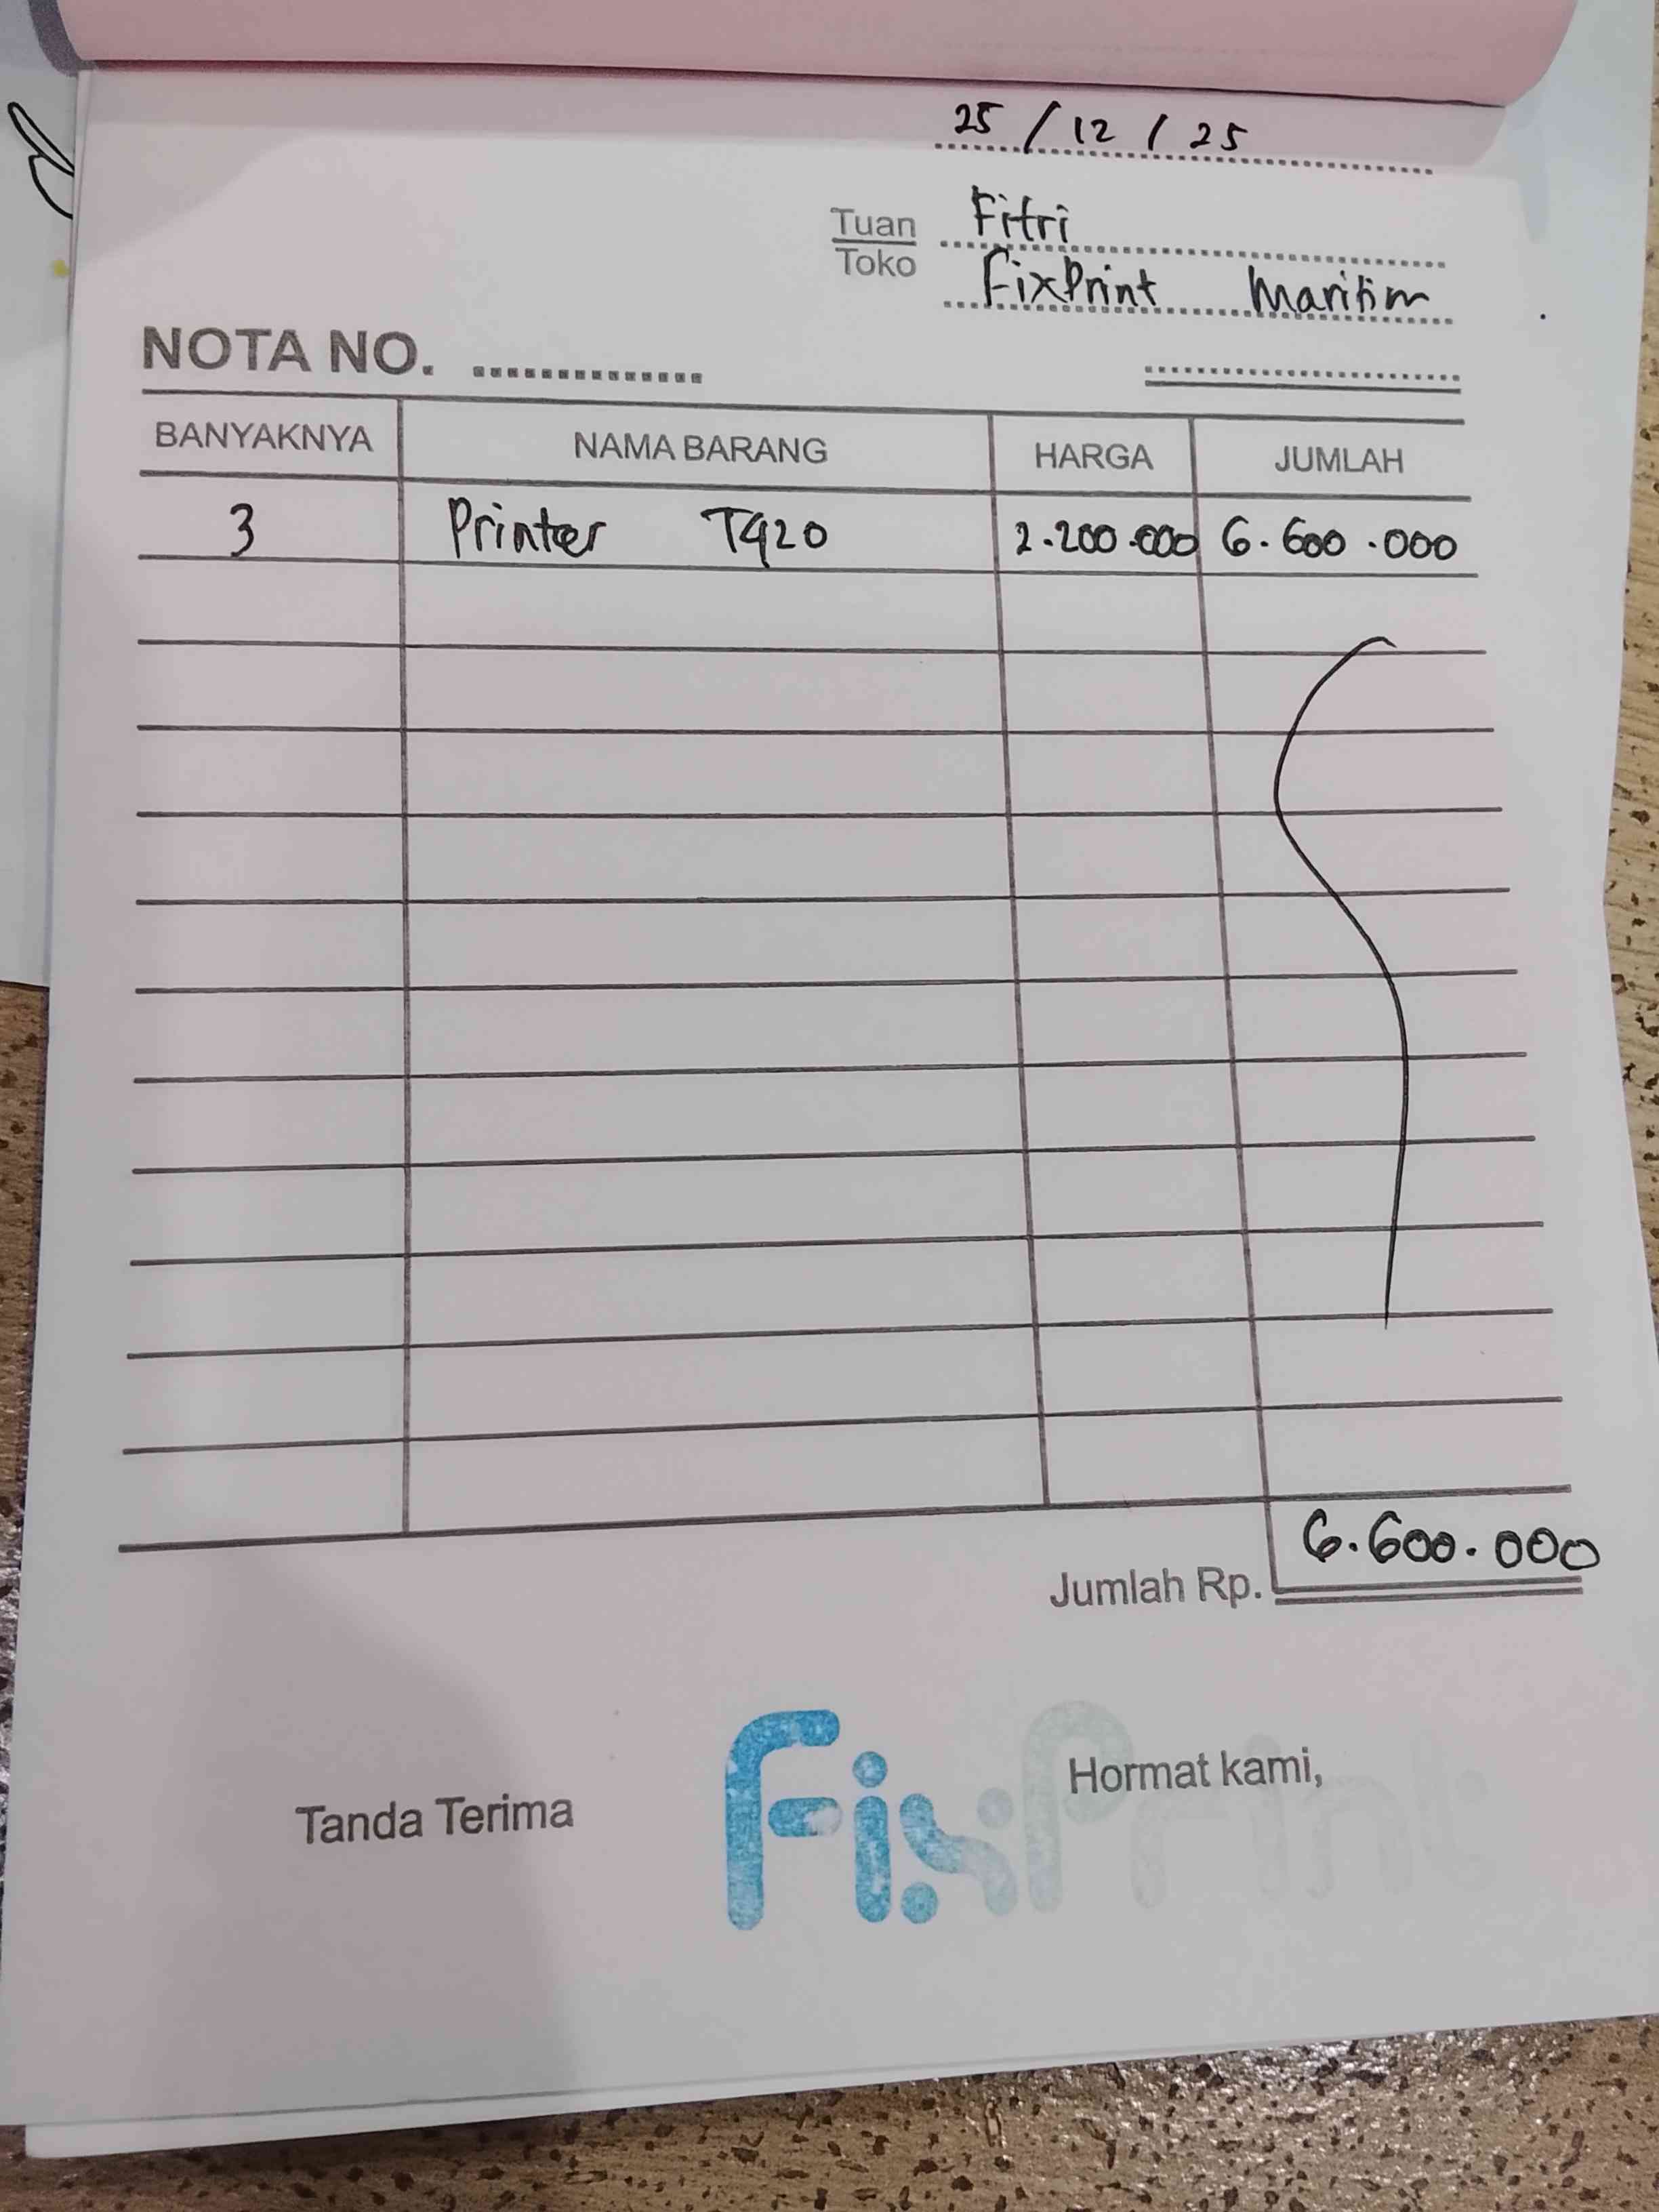 25 / 12 / 25
Tuan Fitri
Toko FixPrint Maritim
NOTA NO.
BANYAKNYA NAMA BARANG HARGA JUMLAH
3 Printer T420 2.200.000 6.600.000
Jumlah Rp. 6.600.000
Tanda Terima Hormat kami,
FixPrint